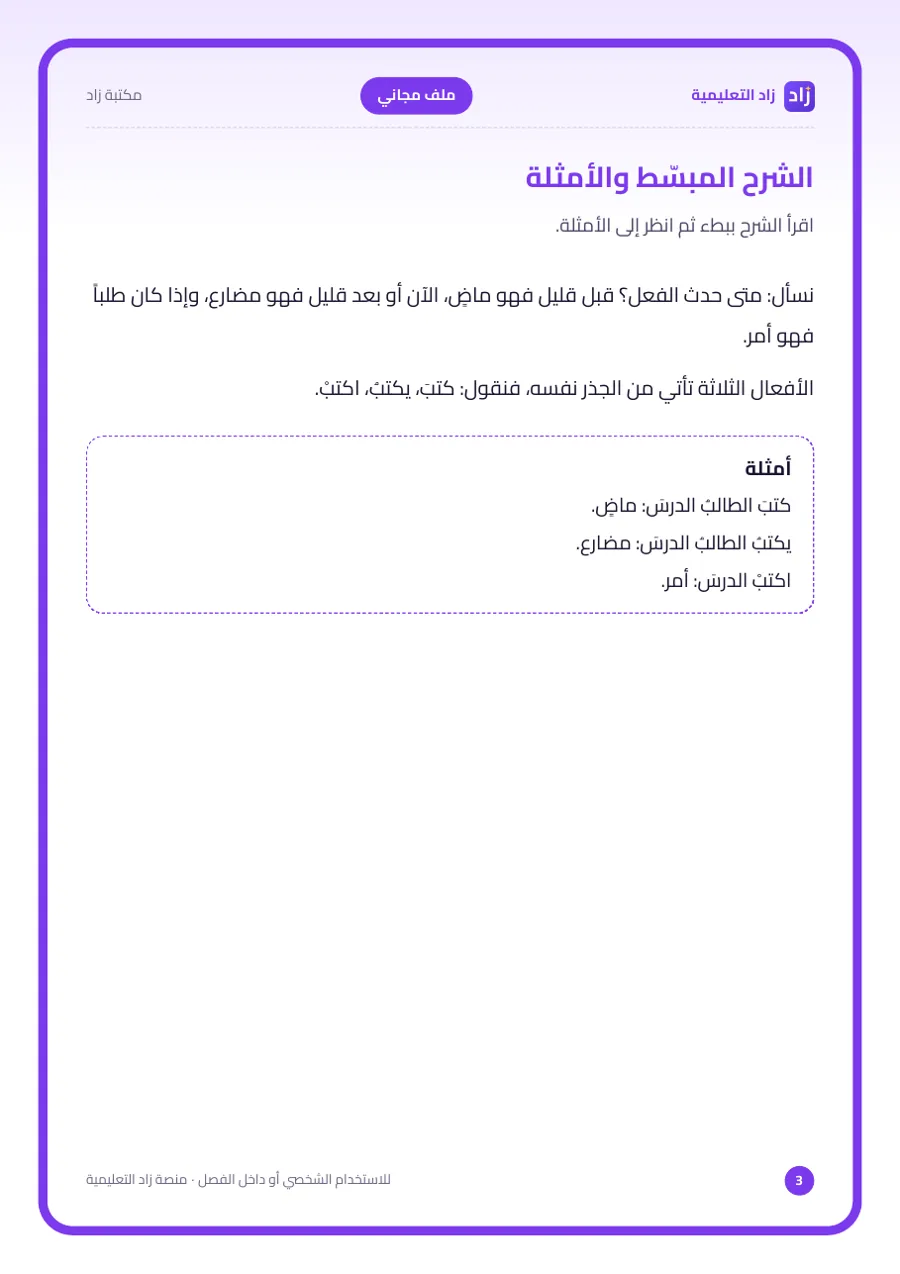 زاد
زاد التعليمية
ملف مجاني
مكتبة زاد
الشرح المبسّط والأمثلة
اقرأ الشرح ببطء ثم انظر إلى الأمثلة.
نسأل: متى حدث الفعل؟ قبل قليل فهو ماضٍ، الآن أو بعد قليل فهو مضارع، وإذا كان طلباً
فهو أمر.
الأفعال الثلاثة تأتي من الجذر نفسه، فنقول: كتبَ، يكتبُ، اكتبْ.
أمثلة
كتبَ الطالبُ الدرسَ: ماضٍ.
يكتبُ الطالبُ الدرسَ: مضارع.
اكتبْ الدرسَ: أمر.
3
للاستخدام الشخصي أو داخل الفصل · منصة زاد التعليمية